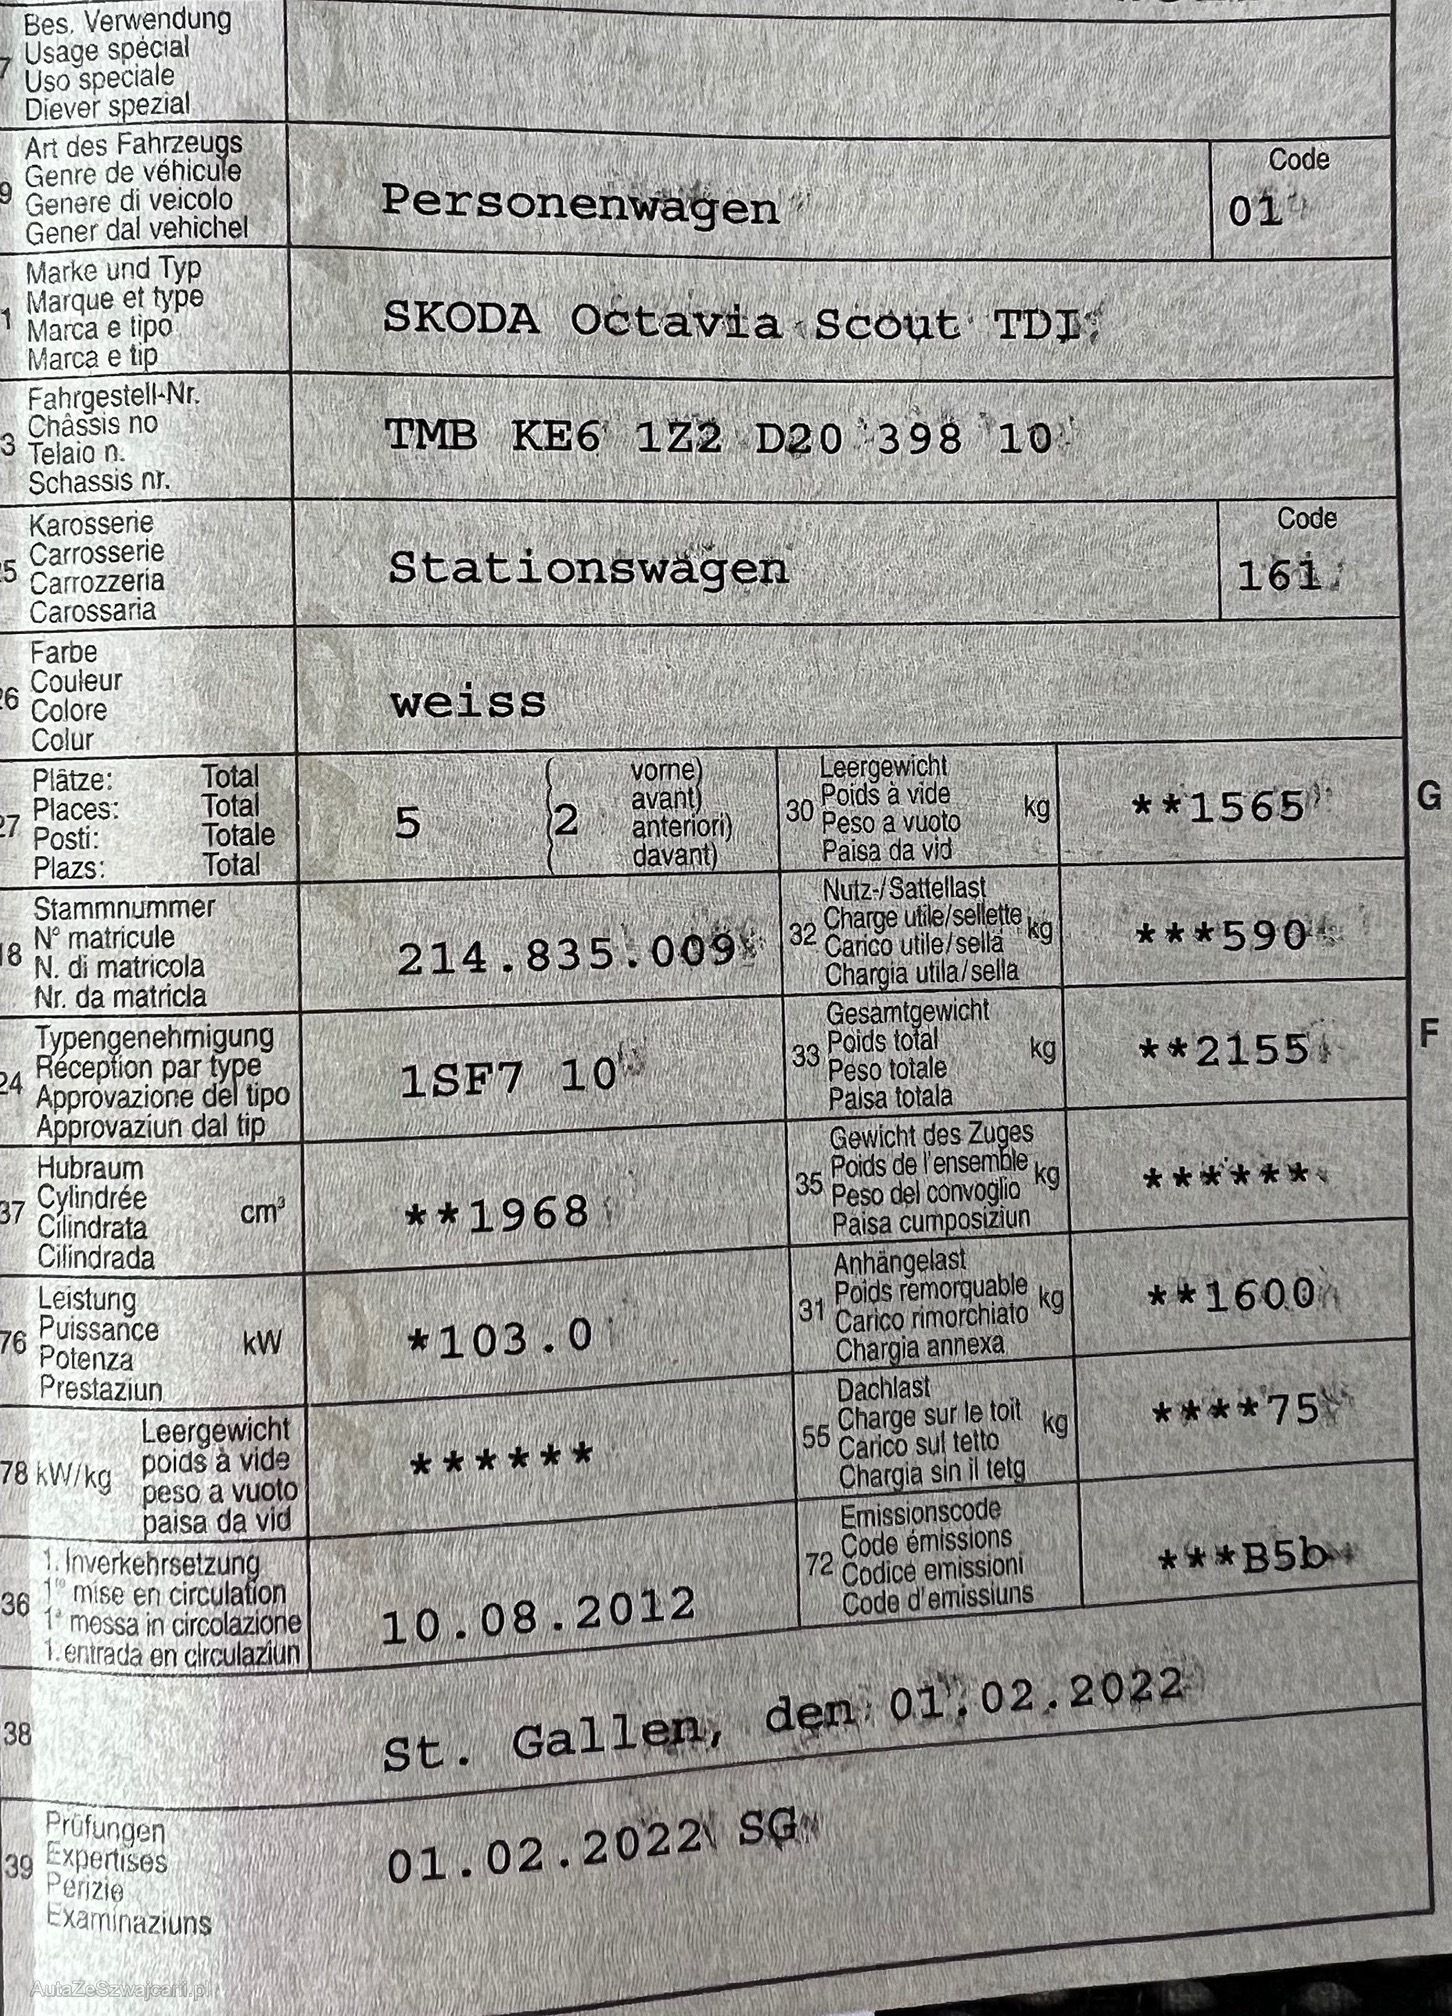 Bes. Verwendung
7 Usage spécial
Uso speciale
Diever spezial
Art des Fahrzeugs
9 Genre de véhicule
Genere di veicolo
Gener dal vehichel
Personenwagen
Code
01
Marke und Typ
1 Marque et type
Marca e tipo
Marca e tip
SKODA Octavia Scout TDI
Fahrgestell-Nr.
Châssis no
3 Telaio n.
Schassis nr.
TMB KE6 1Z2 D20 398 10
Karosserie
Carrosserie
25 Carrozzeria
Carossaria
Stationswagen
Code
161
Farbe
Couleur
26 Colore
Colur
weiss
Plätze: Total
Places: Total
27 Posti: Totale
Plazs: Total
5 (2
vorne)
avant)
anteriori)
davant)
Leergewicht
30 Poids à vide kg
Peso a vuoto
Paisa da vid
**1565
G
Stammnummer
N° matricule
18 N. di matricola
Nr. da matricla
214.835.009
Nutz-/Sattellast
32 Charge utile/sellette kg
Carico utile/sella
Chargia utila/sella
***590
Typengenehmigung
Réception par type
24 Approvazione del tipo
Approvaziun dal tip
1SF7 10
Gesamtgewicht
33 Poids total kg
Peso totale
Paisa totala
**2155
F
Hubraum
37 Cylindrée cm³
Cilindrata
Cilindrada
**1968
Gewicht des Zuges
35 Poids de l'ensemble kg
Peso del convoglio
Paisa cumposiziun
******
Leistung
76 Puissance kW
Potenza
Prestaziun
*103.0
Anhängelast
31 Poids remorquable kg
Carico rimorchiato
Chargia annexa
**1600
Leergewicht
78 kW/kg poids à vide
peso a vuoto
paisa da vid
******
Dachlast
55 Charge sur le toit kg
Carico sul tetto
Chargia sin il tetg
****75
1. Inverkehrsetzung
36 1re mise en circulation
1a messa in circolazione
1. entrada en circulaziun
10.08.2012
Emissionscode
72 Code émissions
Codice emissioni
Code d'emissiuns
***B5b
38
St. Gallen, den 01.02.2022
Prüfungen
39 Expertises
Perizie
Examinaziuns
01.02.2022 SG
AutaZeSzwajcarii.pl